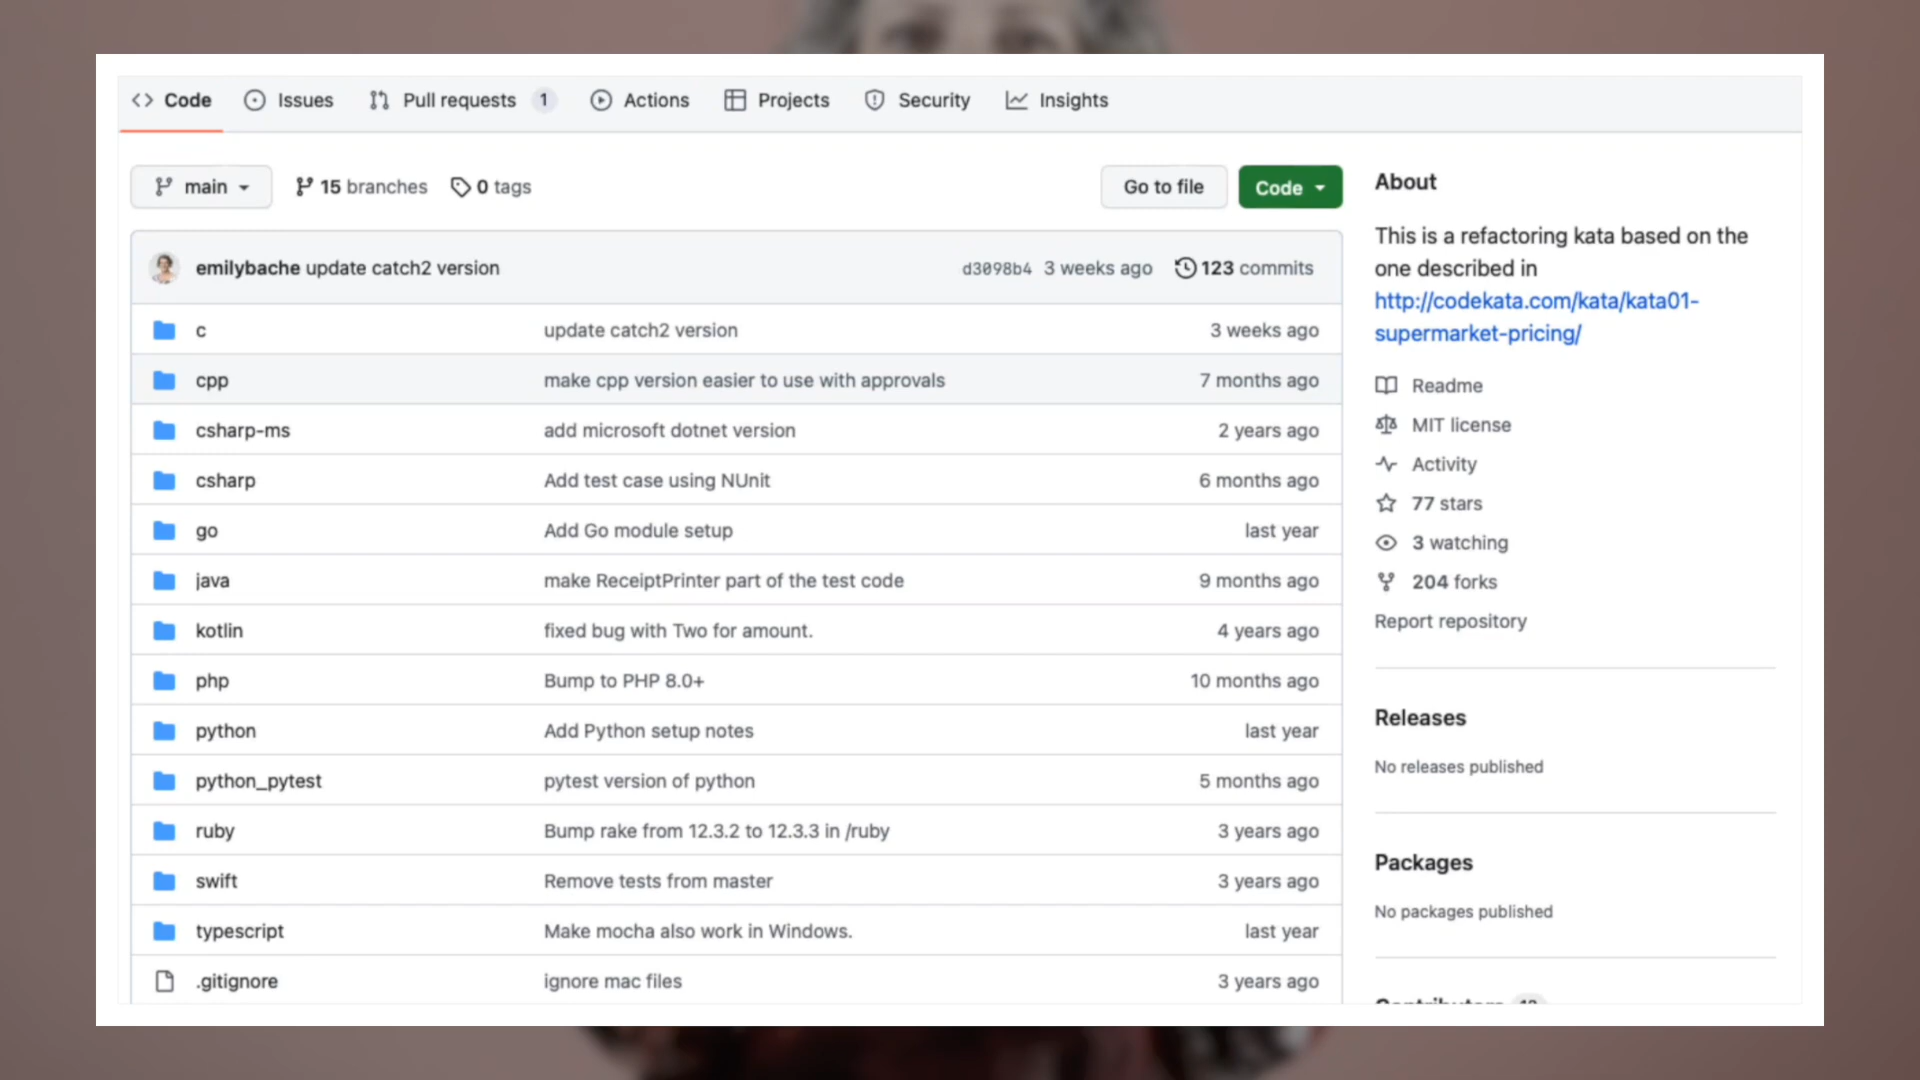 Code Issues Pull requests 1 Actions Projects Security Insights
main 15 branches 0 tags Go to file Code
emilybache update catch2 version d3098b4 3 weeks ago 123 commits
c update catch2 version 3 weeks ago
cpp make cpp version easier to use with approvals 7 months ago
csharp-ms add microsoft dotnet version 2 years ago
csharp Add test case using NUnit 6 months ago
go Add Go module setup last year
java make ReceiptPrinter part of the test code 9 months ago
kotlin fixed bug with Two for amount. 4 years ago
php Bump to PHP 8.0+ 10 months ago
python Add Python setup notes last year
python_pytest pytest version of python 5 months ago
ruby Bump rake from 12.3.2 to 12.3.3 in /ruby 3 years ago
swift Remove tests from master 3 years ago
typescript Make mocha also work in Windows. last year
.gitignore ignore mac files 3 years ago
About
This is a refactoring kata based on the
one described in
http://codekata.com/kata/kata01-
supermarket-pricing/
Readme
MIT license
Activity
77 stars
3 watching
204 forks
Report repository
Releases
No releases published
Packages
No packages published